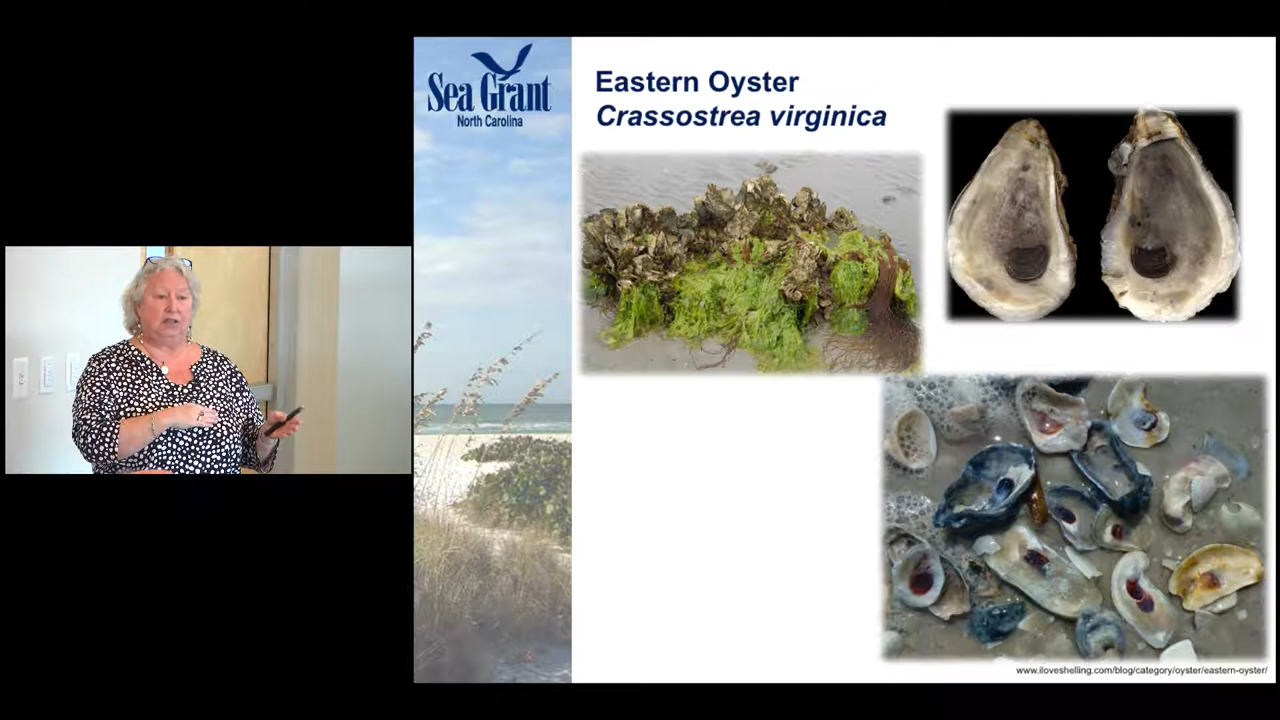 Sea Grant
North Carolina
Eastern Oyster
Crassostrea virginica
www.iloveshelling.com/blog/category/oyster/eastern-oyster/